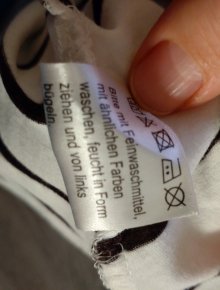 Bitte mit Feinwaschmittel,
mit ähnlichen Farben
waschen, feucht in Form
ziehen und von links
bügeln